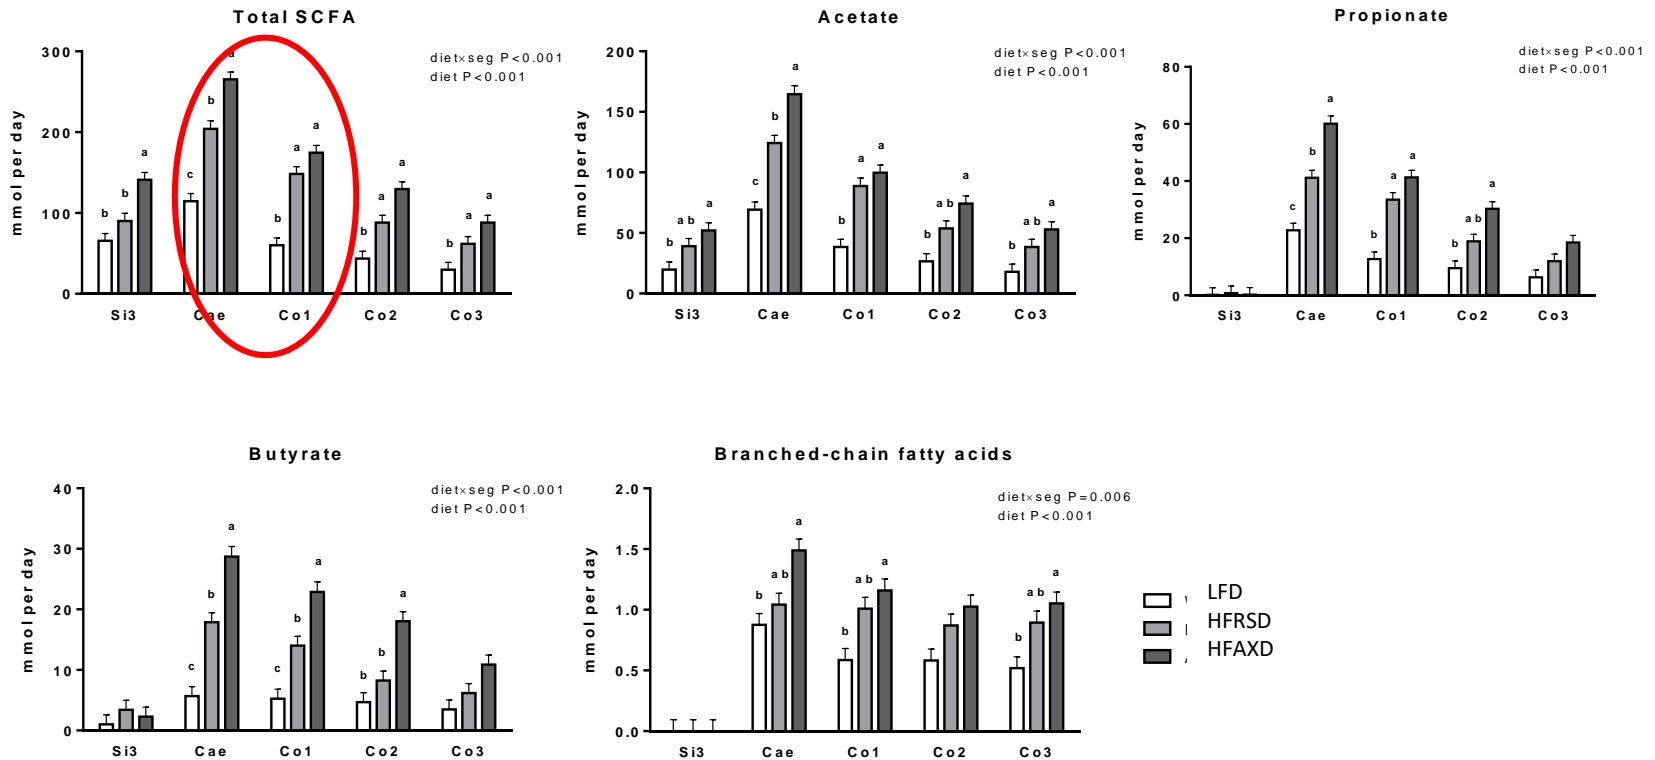 Total SCFA
300
200
100
0
mmol per day
diet×seg P<0.001
diet P<0.001
b b a
c b a
b a a
b a a
b a a
Si3 Cae Co1 Co2 Co3
Acetate
200
150
100
50
0
mmol per day
diet×seg P<0.001
diet P<0.001
b ab a
c b a
b a a
b ab a
b ab a
Si3 Cae Co1 Co2 Co3
Propionate
80
60
40
20
0
mmol per day
diet×seg P<0.001
diet P<0.001
c b a
b a a
b ab a
Si3 Cae Co1 Co2 Co3
Butyrate
40
30
20
10
0
mmol per day
diet×seg P<0.001
diet P<0.001
c b a
c b a
b b a
Si3 Cae Co1 Co2 Co3
Branched-chain fatty acids
2.0
1.5
1.0
0.5
0.0
mmol per day
diet×seg P=0.006
diet P<0.001
b ab a
b ab a
b ab a
Si3 Cae Co1 Co2 Co3
LFD
HFRSD
HFAXD